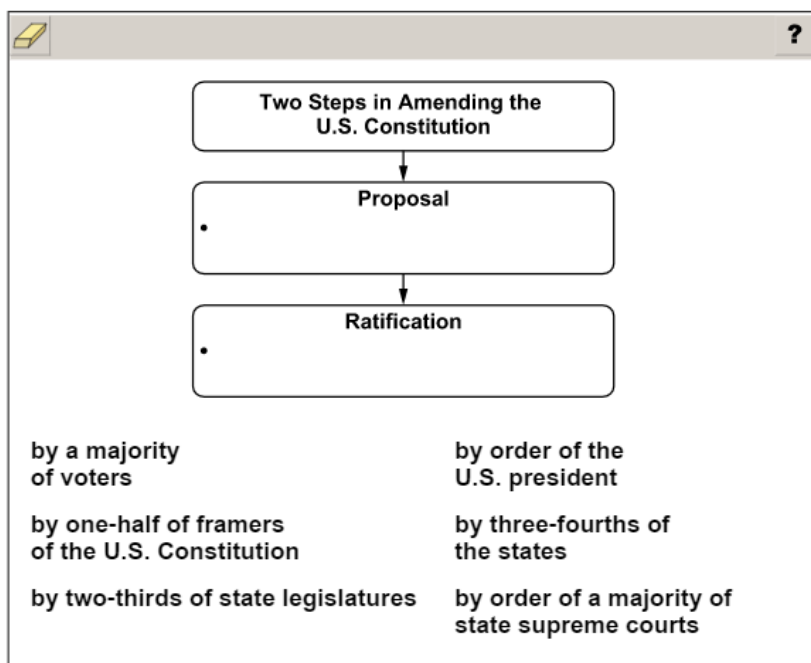 ?
Two Steps in Amending the
U.S. Constitution
Proposal
•
Ratification
•
by a majority
of voters
by order of the
U.S. president
by one-half of framers
of the U.S. Constitution
by three-fourths of
the states
by two-thirds of state legislatures
by order of a majority of
state supreme courts